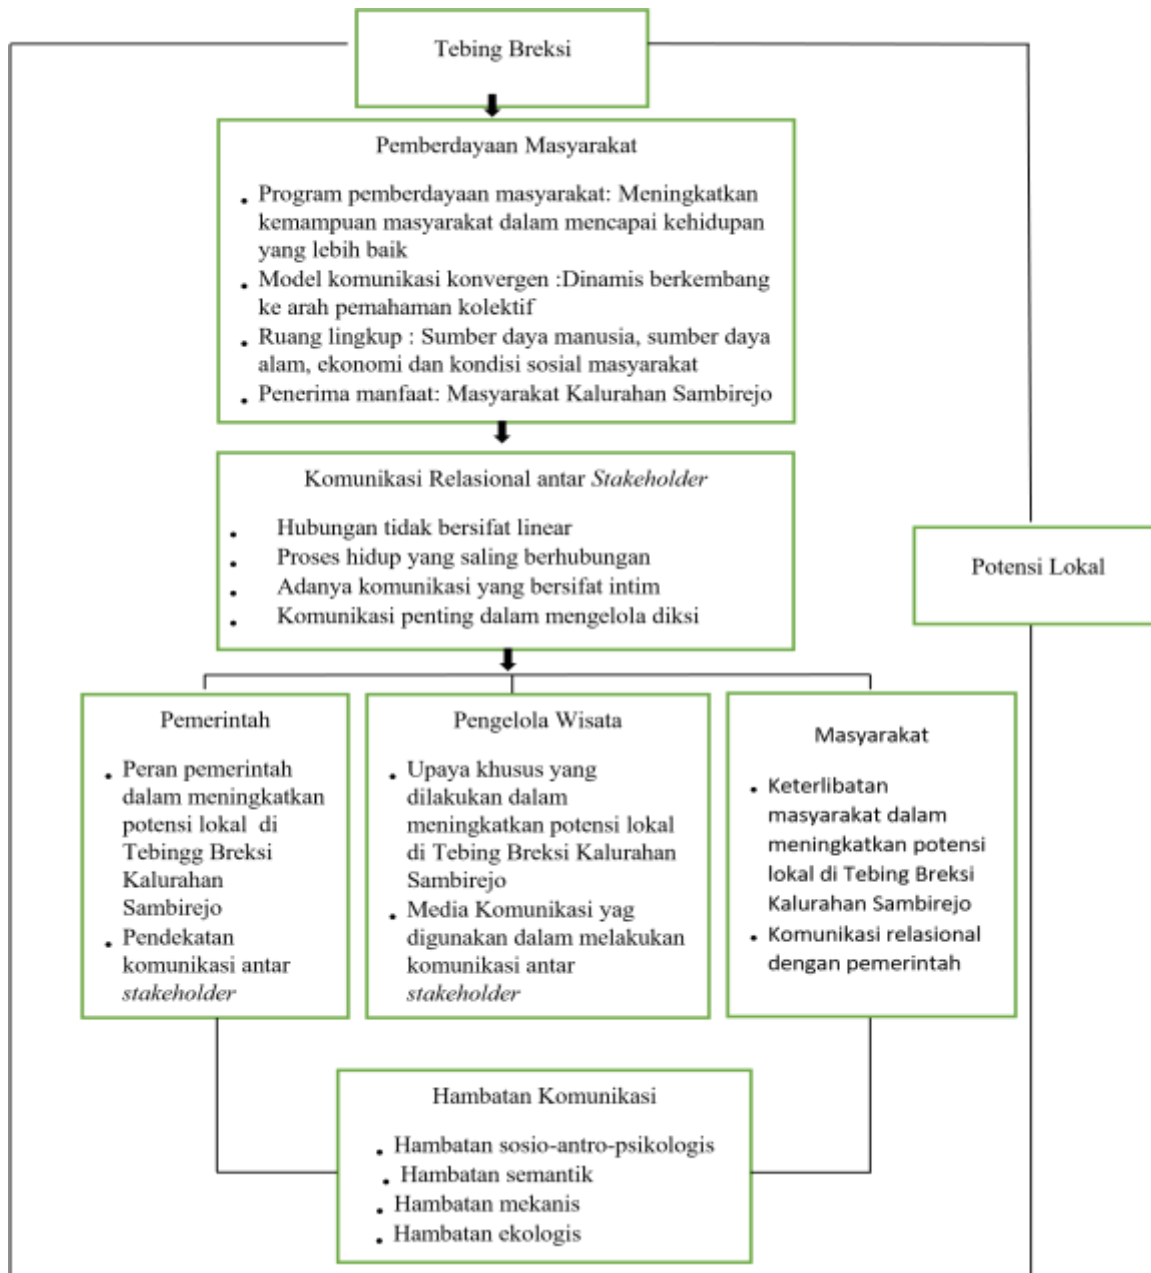 Tebing Breksi
Pemberdayaan Masyarakat
• Program pemberdayaan masyarakat: Meningkatkan
kemampuan masyarakat dalam mencapai kehidupan
yang lebih baik
• Model komunikasi konvergen :Dinamis berkembang
ke arah pemahaman kolektif
• Ruang lingkup : Sumber daya manusia, sumber daya
alam, ekonomi dan kondisi sosial masyarakat
• Penerima manfaat: Masyarakat Kalurahan Sambirejo
Komunikasi Relasional antar Stakeholder
• Hubungan tidak bersifat linear
• Proses hidup yang saling berhubungan
• Adanya komunikasi yang bersifat intim
• Komunikasi penting dalam mengelola diksi
Potensi Lokal
Pemerintah
• Peran pemerintah
dalam meningkatkan
potensi lokal di
Tebingg Breksi
Kalurahan
Sambirejo
• Pendekatan
komunikasi antar
stakeholder
Pengelola Wisata
• Upaya khusus yang
dilakukan dalam
meningkatkan potensi lokal
di Tebing Breksi Kalurahan
Sambirejo
• Media Komunikasi yag
digunakan dalam melakukan
komunikasi antar
stakeholder
Masyarakat
• Keterlibatan
masyarakat dalam
meningkatkan potensi
lokal di Tebing Breksi
Kalurahan Sambirejo
• Komunikasi relasional
dengan pemerintah
Hambatan Komunikasi
• Hambatan sosio-antro-psikologis
• Hambatan semantik
• Hambatan mekanis
• Hambatan ekologis